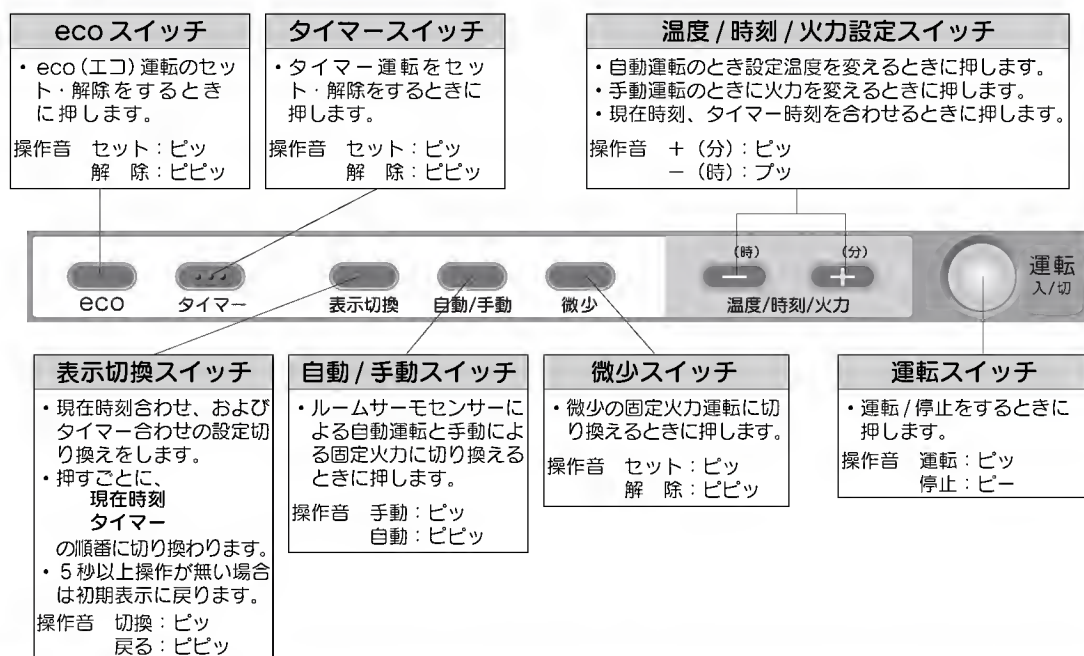 eco スイッチ
・eco(エコ)運転のセッ
ト・解除をするとき
に押します。
操作音 セット：ピッ
解 除：ピピッ
タイマースイッチ
・タイマー運転をセッ
ト・解除をするときに
押します。
操作音 セット：ピッ
解 除：ピピッ
温度/時刻/火力設定スイッチ
・自動運転のとき設定温度を変えるときに押します。
・手動運転のときに火力を変えるときに押します。
・現在時刻、タイマー時刻を合わせるときに押します。
操作音 ＋（分）：ピッ
－（時）：プッ
eco
タイマー
表示切換
自動/手動
微少
(時)
(分)
温度/時刻/火力
運転
入/切
表示切換スイッチ
・現在時刻合わせ、および
タイマー合わせの設定切
り換えをします。
・押すごとに、
現在時刻
タイマー
の順番に切り換わります。
・5秒以上操作が無い場合
は初期表示に戻ります。
操作音 切換：ピッ
戻る：ピピッ
自動/手動スイッチ
・ルームサーモセンサーに
よる自動運転と手動によ
る固定火力に切り換える
ときに押します。
操作音 手動：ピッ
自動：ピピッ
微少スイッチ
・微少の固定火力運転に切
り換えるときに押します。
操作音 セット：ピッ
解 除：ピピッ
運転スイッチ
・運転/停止をするときに
押します。
操作音 運転：ピッ
停止：ピー